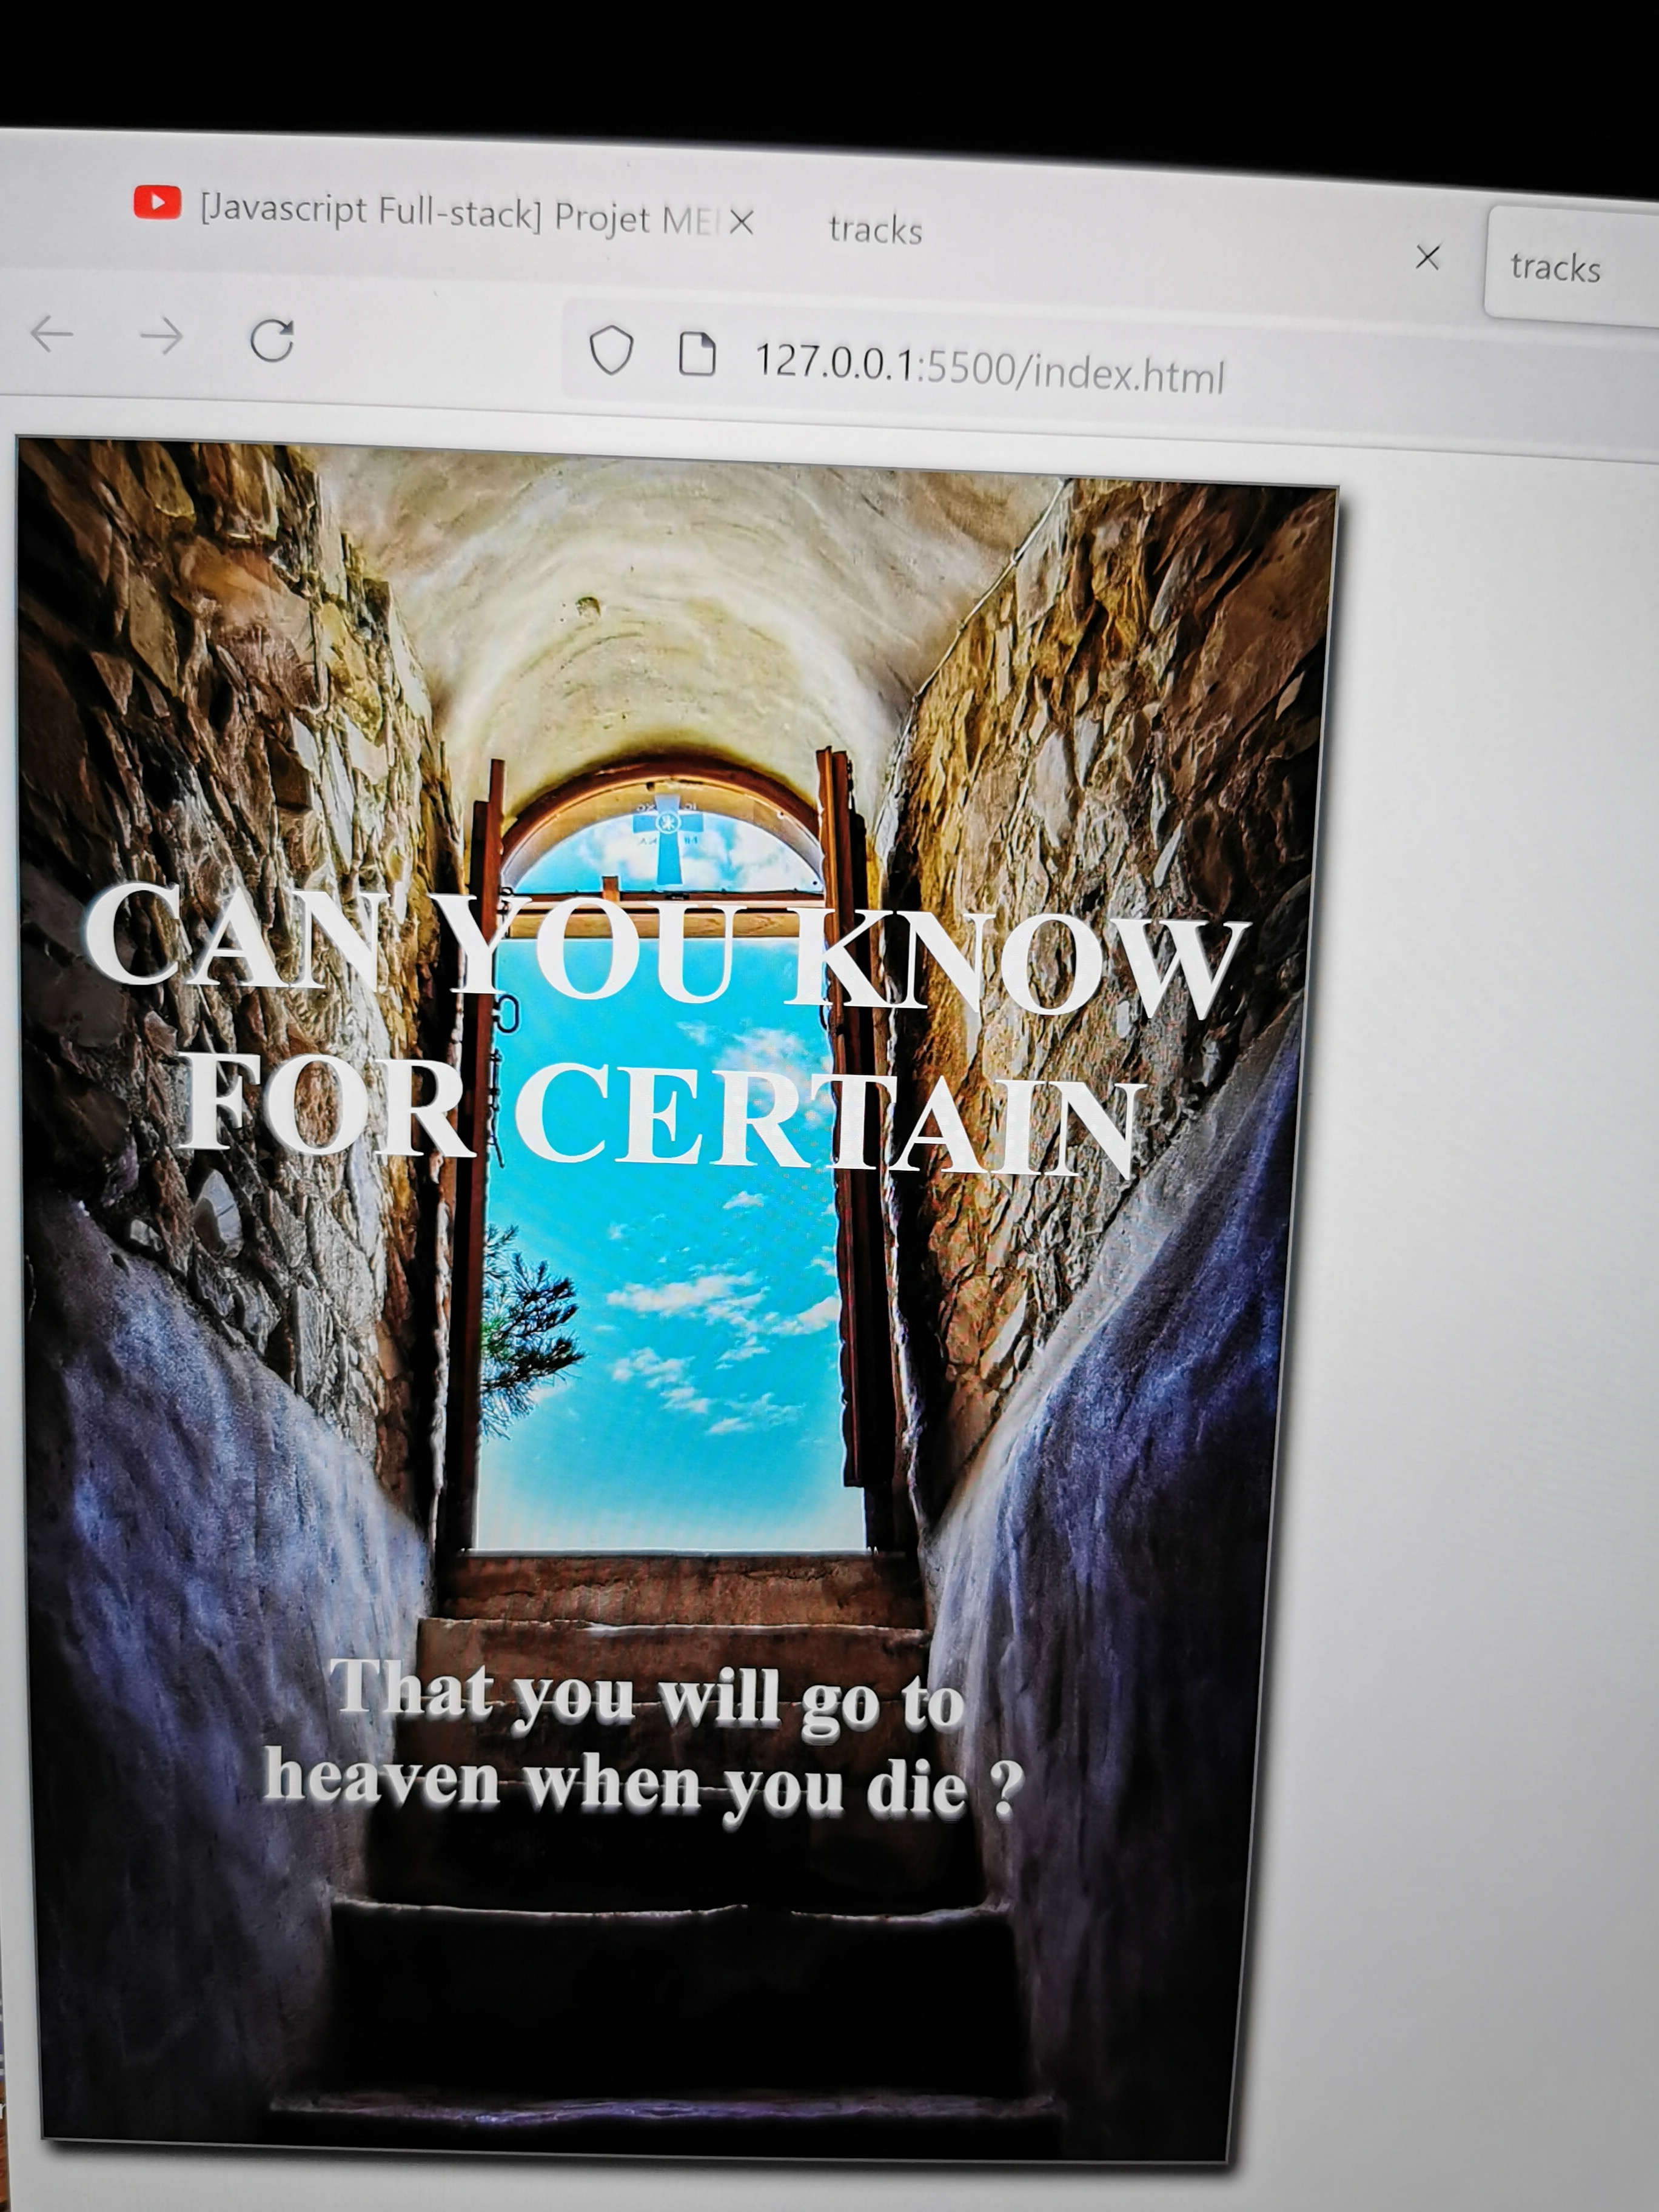 [Javascript Full-stack] Projet ME
tracks
tracks
127.0.0.1:5500/index.html
CAN YOU KNOW
FOR CERTAIN
That you will go to
heaven when you die ?